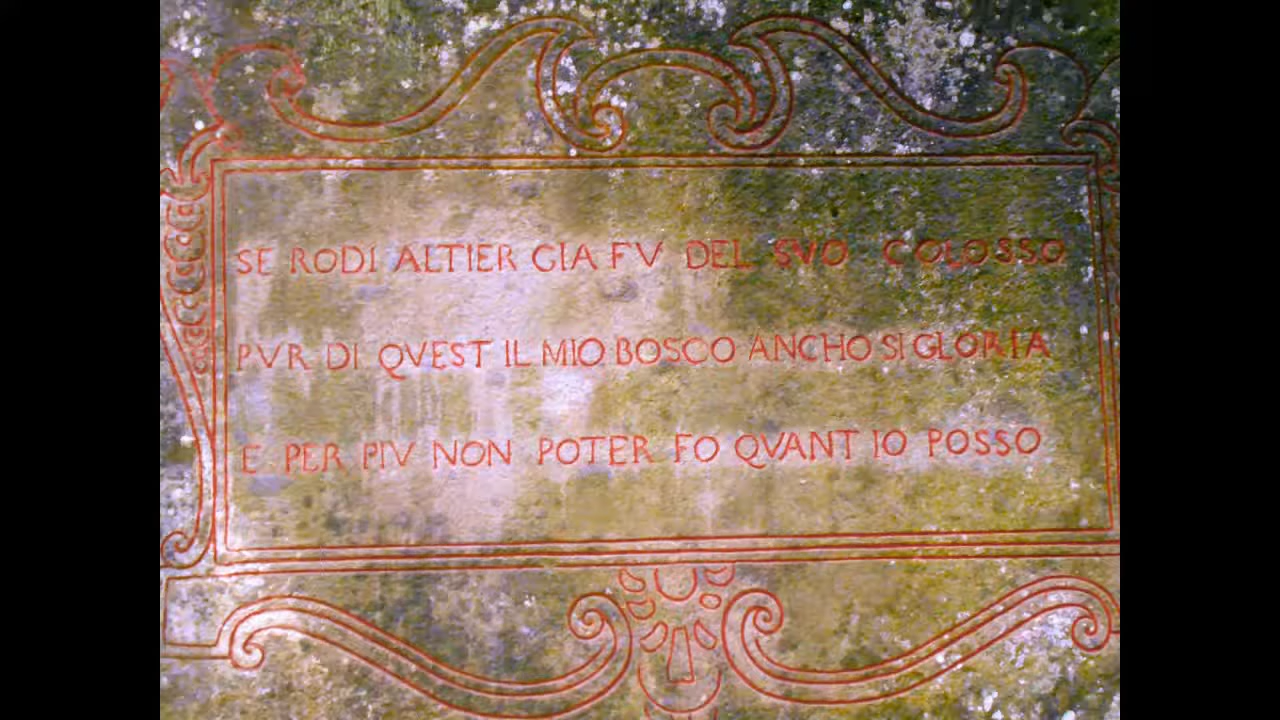 SE RODI ALTIER GIA FV DEL SVO COLOSSO
PVR DI QVEST IL MIO BOSCO ANCHO SI GLORIA
E PER PIV NON POTER FO QVANT IO POSSO